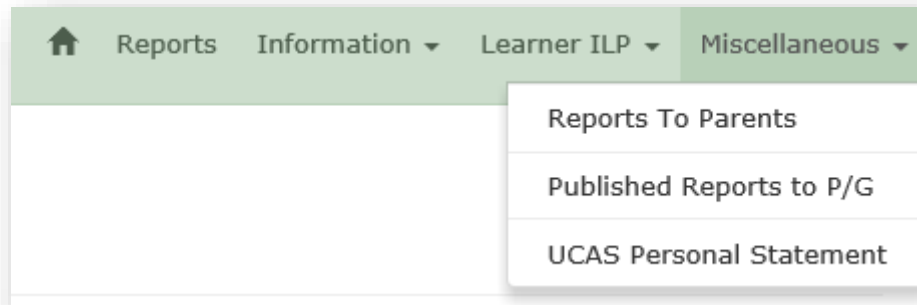 Reports Information Learner ILP Miscellaneous
Reports To Parents
Published Reports to P/G
UCAS Personal Statement